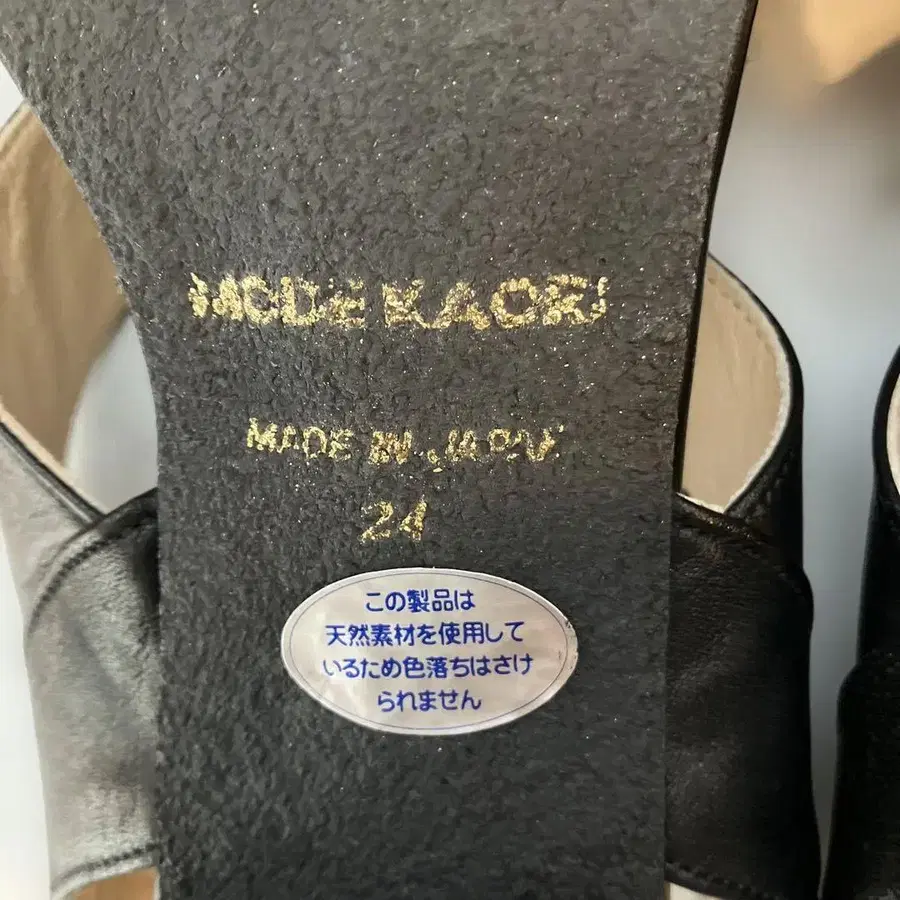 MODE KAORI
MADE IN JAPAN
24
この製品は
天然素材を使用して
いるため色落ちはさけ
られません